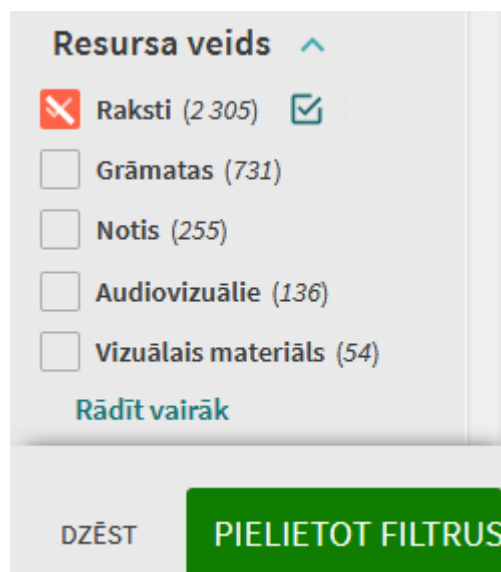 Resursa veids
Raksti (2 305)
Grāmatas (731)
Notis (255)
Audiovizuālie (136)
Vizuālais materiāls (54)
Rādīt vairāk
DZĒST PIELIETOT FILTRUS